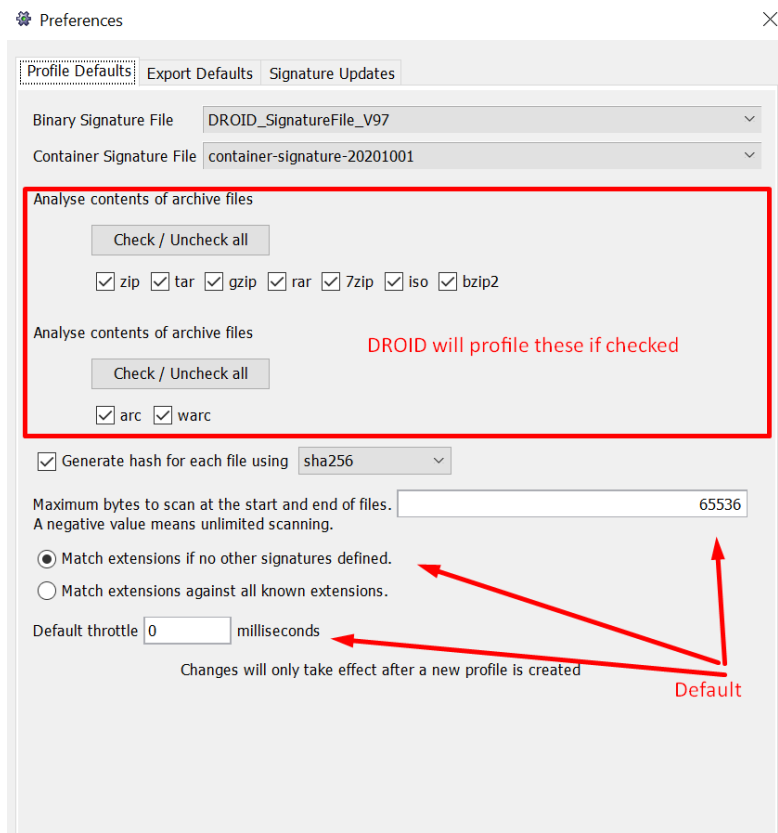 Preferences
Profile Defaults Export Defaults Signature Updates
Binary Signature File DROID_SignatureFile_V97
Container Signature File container-signature-20201001
Analyse contents of archive files
Check / Uncheck all
zip tar gzip rar 7zip iso bzip2
Analyse contents of archive files
DROID will profile these if checked
Check / Uncheck all
arc warc
Generate hash for each file using sha256
Maximum bytes to scan at the start and end of files. 65536
A negative value means unlimited scanning.
Match extensions if no other signatures defined.
Match extensions against all known extensions.
Default throttle 0 milliseconds
Changes will only take effect after a new profile is created
Default